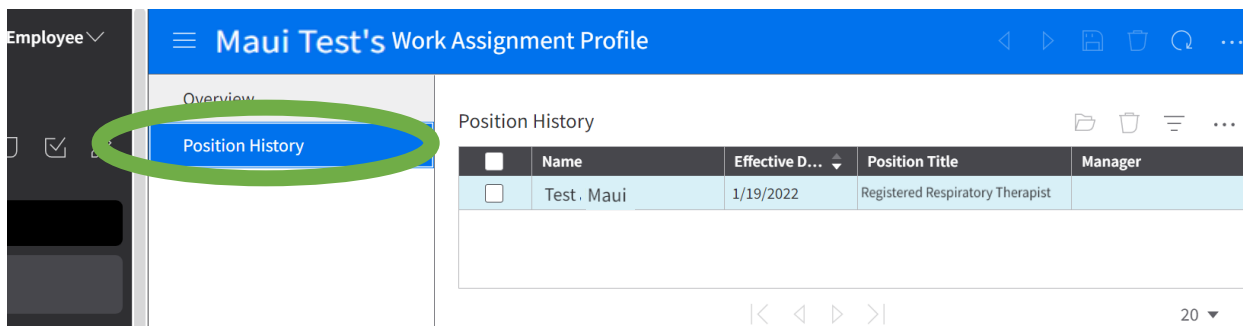 Employee
Maui Test's Work Assignment Profile
...
Overview
Position History
Position History
...
Name Effective D... Position Title Manager
Test, Maui 1/19/2022 Registered Respiratory Therapist
20